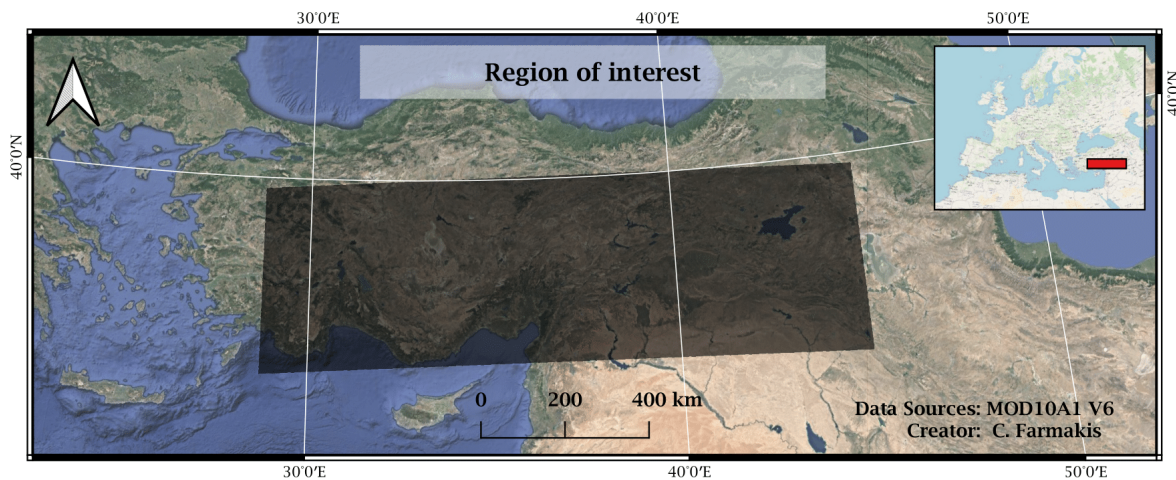 30°0′E 40°0′E 50°0′E
Region of interest
40°0′N
40°0′N
0 200 400 km
Data Sources: MOD10A1 V6
Creator: C. Farmakis
30°0′E 40°0′E 50°0′E